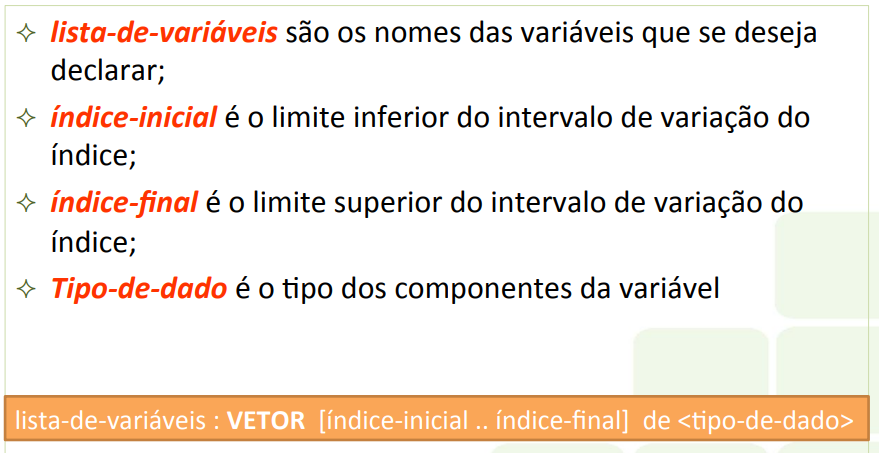 lista-de-variáveis são os nomes das variáveis que se deseja
declarar;
índice-inicial é o limite inferior do intervalo de variação do
índice;
índice-final é o limite superior do intervalo de variação do
índice;
Tipo-de-dado é o tipo dos componentes da variável
lista-de-variáveis : VETOR [índice-inicial .. índice-final] de <tipo-de-dado>